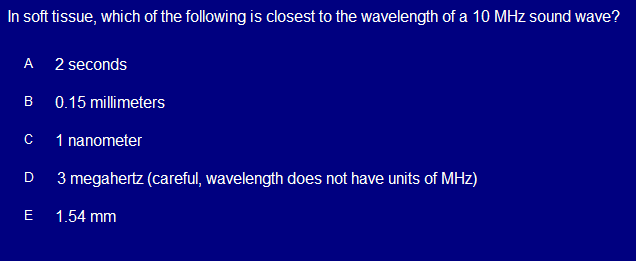 In soft tissue, which of the following is closest to the wavelength of a 10 MHz sound wave?
A 2 seconds
B 0.15 millimeters
C 1 nanometer
D 3 megahertz (careful, wavelength does not have units of MHz)
E 1.54 mm